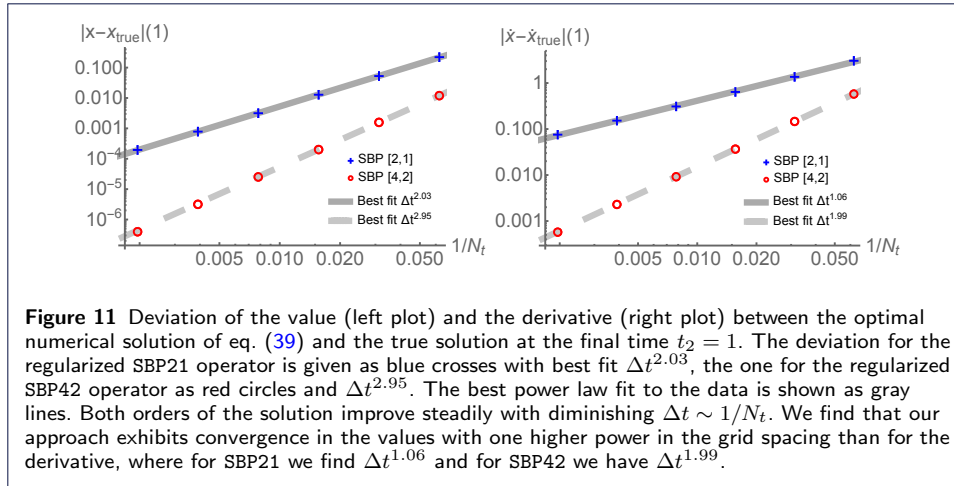 |x−x_true|(1)
0.100
0.010
0.001
10^-4
10^-5
10^-6
+ SBP [2,1]
o SBP [4,2]
Best fit Δt^2.03
Best fit Δt^2.95
0.005 0.010 0.020 0.050
1/N_t
|ẋ−ẋ_true|(1)
1
0.100
0.010
0.001
+ SBP [2,1]
o SBP [4,2]
Best fit Δt^1.06
Best fit Δt^1.99
0.005 0.010 0.020 0.050
1/N_t
Figure 11 Deviation of the value (left plot) and the derivative (right plot) between the optimal
numerical solution of eq. (39) and the true solution at the final time t_2 = 1. The deviation for the
regularized SBP21 operator is given as blue crosses with best fit Δt^2.03, the one for the regularized
SBP42 operator as red circles and Δt^2.95. The best power law fit to the data is shown as gray
lines. Both orders of the solution improve steadily with diminishing Δt ∼ 1/N_t. We find that our
approach exhibits convergence in the values with one higher power in the grid spacing than for the
derivative, where for SBP21 we find Δt^1.06 and for SBP42 we have Δt^1.99.